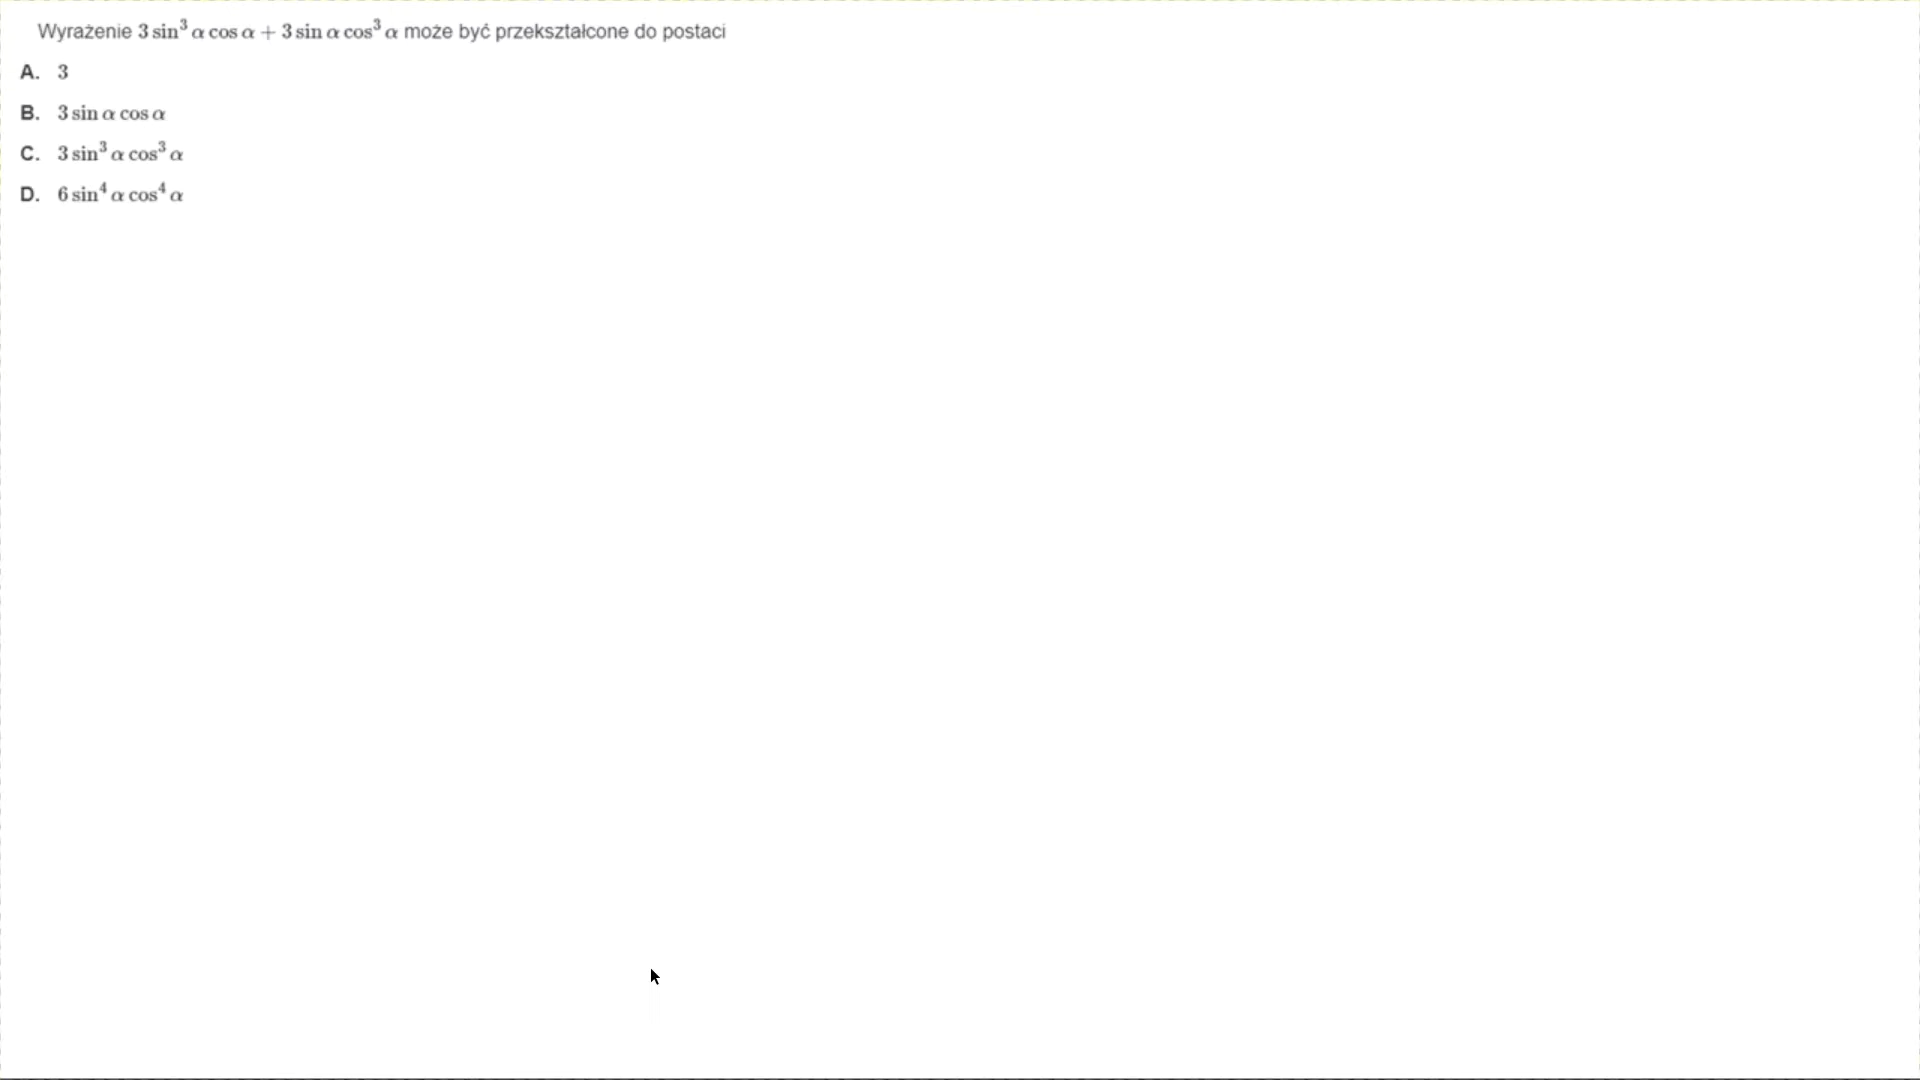 Wyrażenie 3 sin³ α cos α + 3 sin α cos³ α może być przekształcone do postaci
A. 3
B. 3 sin α cos α
C. 3 sin³ α cos³ α
D. 6 sin⁴ α cos⁴ α